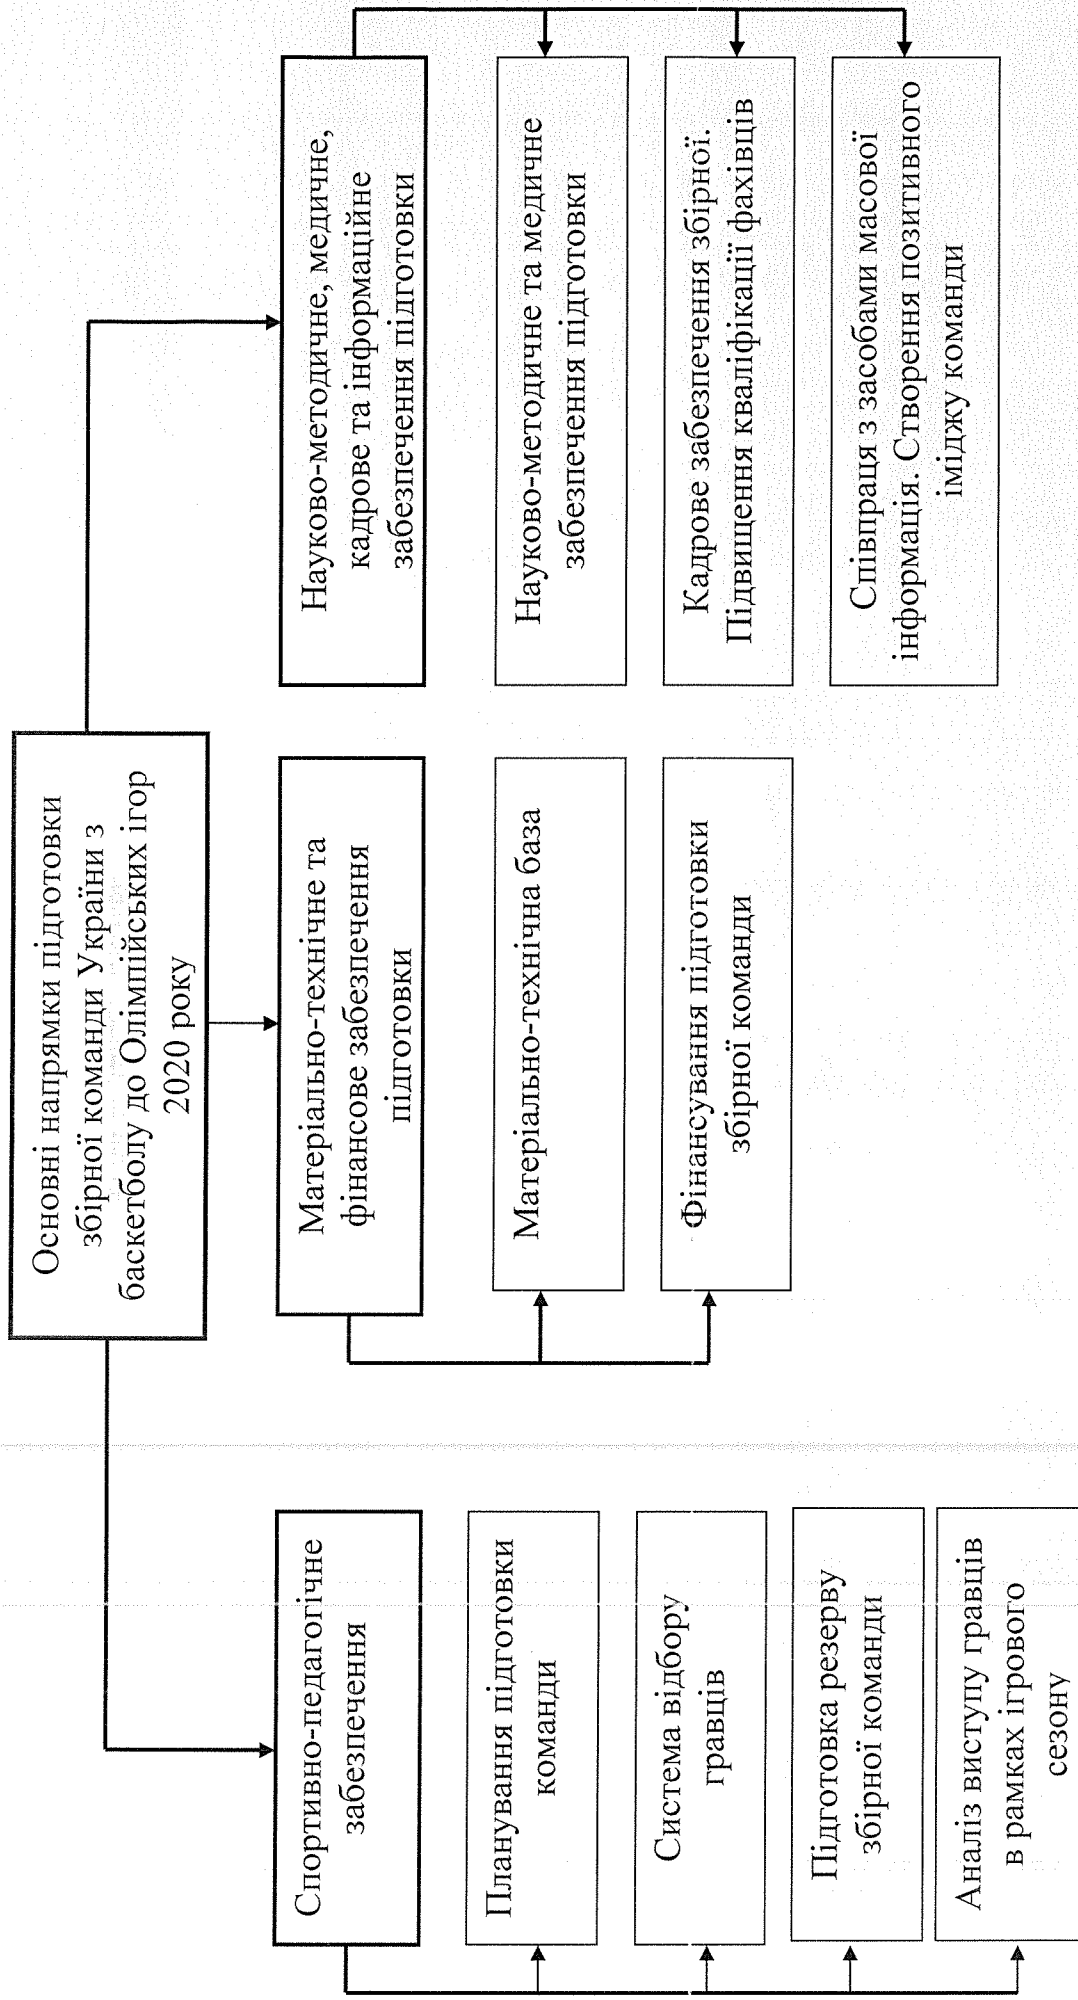 Основні напрямки підготовки
збірної команди України з
баскетболу до Олімпійських ігор
2020 року
Спортивно-педагогічне
забезпечення
Планування підготовки
команди
Система відбору
гравців
Підготовка резерву
збірної команди
Аналіз виступу гравців
в рамках ігрового
сезону
Матеріально-технічне та
фінансове забезпечення
підготовки
Матеріально-технічна база
Фінансування підготовки
збірної команди
Науково-методичне, медичне,
кадрове та інформаційне
забезпечення підготовки
Науково-методичне та медичне
забезпечення підготовки
Кадрове забезпечення збірної.
Підвищення кваліфікації фахівців
Співпраця з засобами масової
інформація. Створення позитивного
іміджу команди